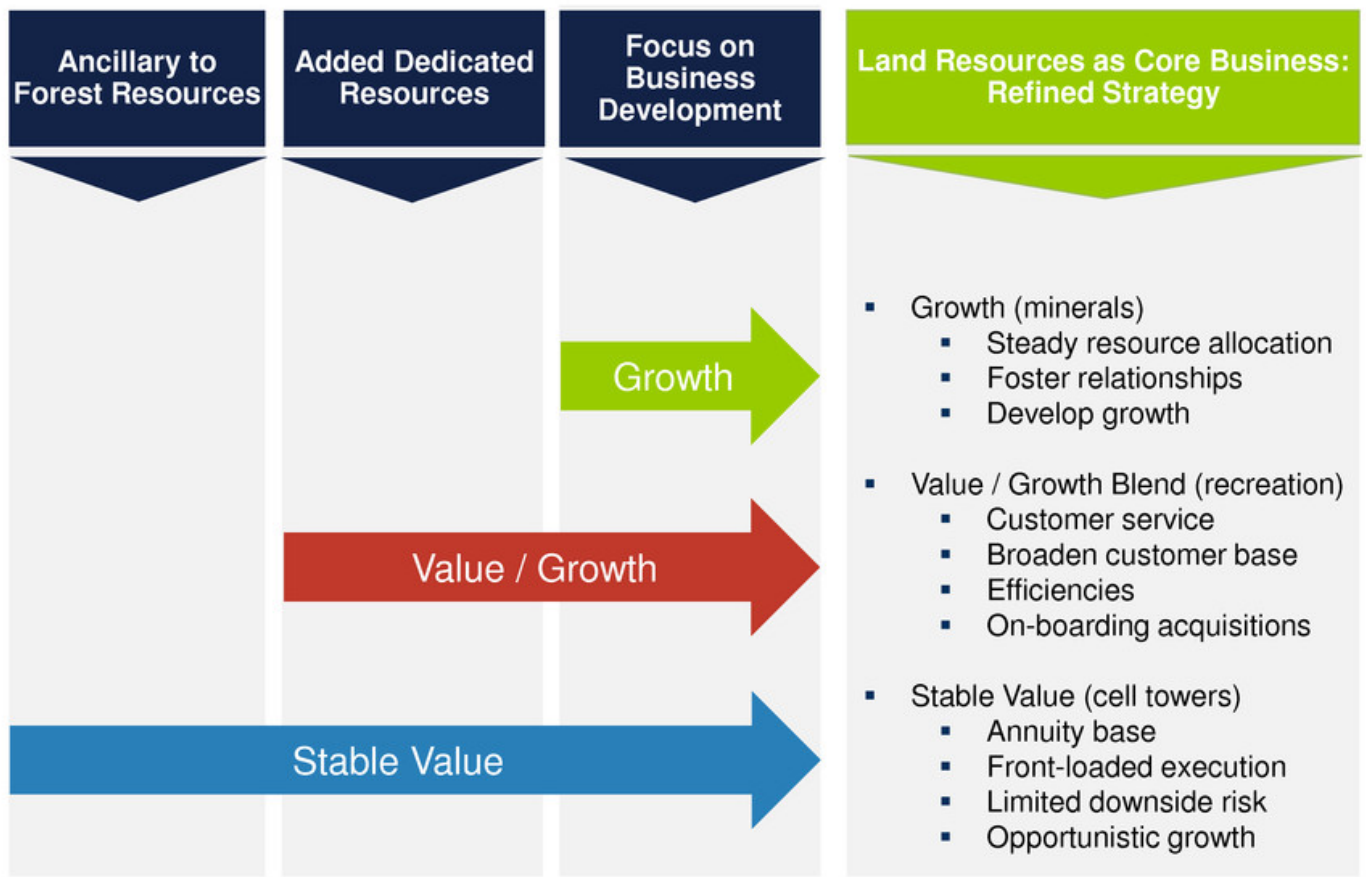 Ancillary to
Forest Resources
Added Dedicated
Resources
Focus on
Business
Development
Land Resources as Core Business:
Refined Strategy
Growth
Value / Growth
Stable Value
▪ Growth (minerals)
▪ Steady resource allocation
▪ Foster relationships
▪ Develop growth
▪ Value / Growth Blend (recreation)
▪ Customer service
▪ Broaden customer base
▪ Efficiencies
▪ On-boarding acquisitions
▪ Stable Value (cell towers)
▪ Annuity base
▪ Front-loaded execution
▪ Limited downside risk
▪ Opportunistic growth